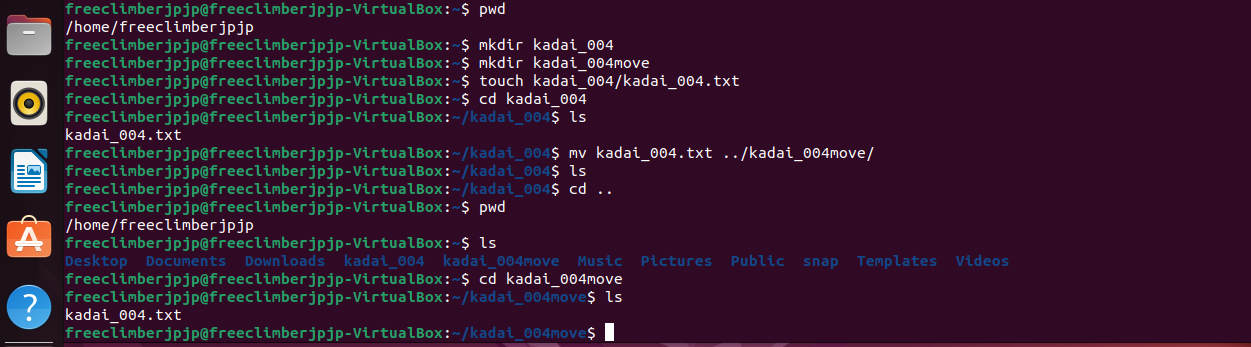 freeclimberjpjp@freeclimberjpjp-VirtualBox:~$ pwd
/home/freeclimberjpjp
freeclimberjpjp@freeclimberjpjp-VirtualBox:~$ mkdir kadai_004
freeclimberjpjp@freeclimberjpjp-VirtualBox:~$ mkdir kadai_004move
freeclimberjpjp@freeclimberjpjp-VirtualBox:~$ touch kadai_004/kadai_004.txt
freeclimberjpjp@freeclimberjpjp-VirtualBox:~$ cd kadai_004
freeclimberjpjp@freeclimberjpjp-VirtualBox:~/kadai_004$ ls
kadai_004.txt
freeclimberjpjp@freeclimberjpjp-VirtualBox:~/kadai_004$ mv kadai_004.txt ../kadai_004move/
freeclimberjpjp@freeclimberjpjp-VirtualBox:~/kadai_004$ ls
freeclimberjpjp@freeclimberjpjp-VirtualBox:~/kadai_004$ cd ..
freeclimberjpjp@freeclimberjpjp-VirtualBox:~$ pwd
/home/freeclimberjpjp
freeclimberjpjp@freeclimberjpjp-VirtualBox:~$ ls
Desktop  Documents  Downloads  kadai_004  kadai_004move  Music  Pictures  Public  snap  Templates  Videos
freeclimberjpjp@freeclimberjpjp-VirtualBox:~$ cd kadai_004move
freeclimberjpjp@freeclimberjpjp-VirtualBox:~/kadai_004move$ ls
kadai_004.txt
freeclimberjpjp@freeclimberjpjp-VirtualBox:~/kadai_004move$